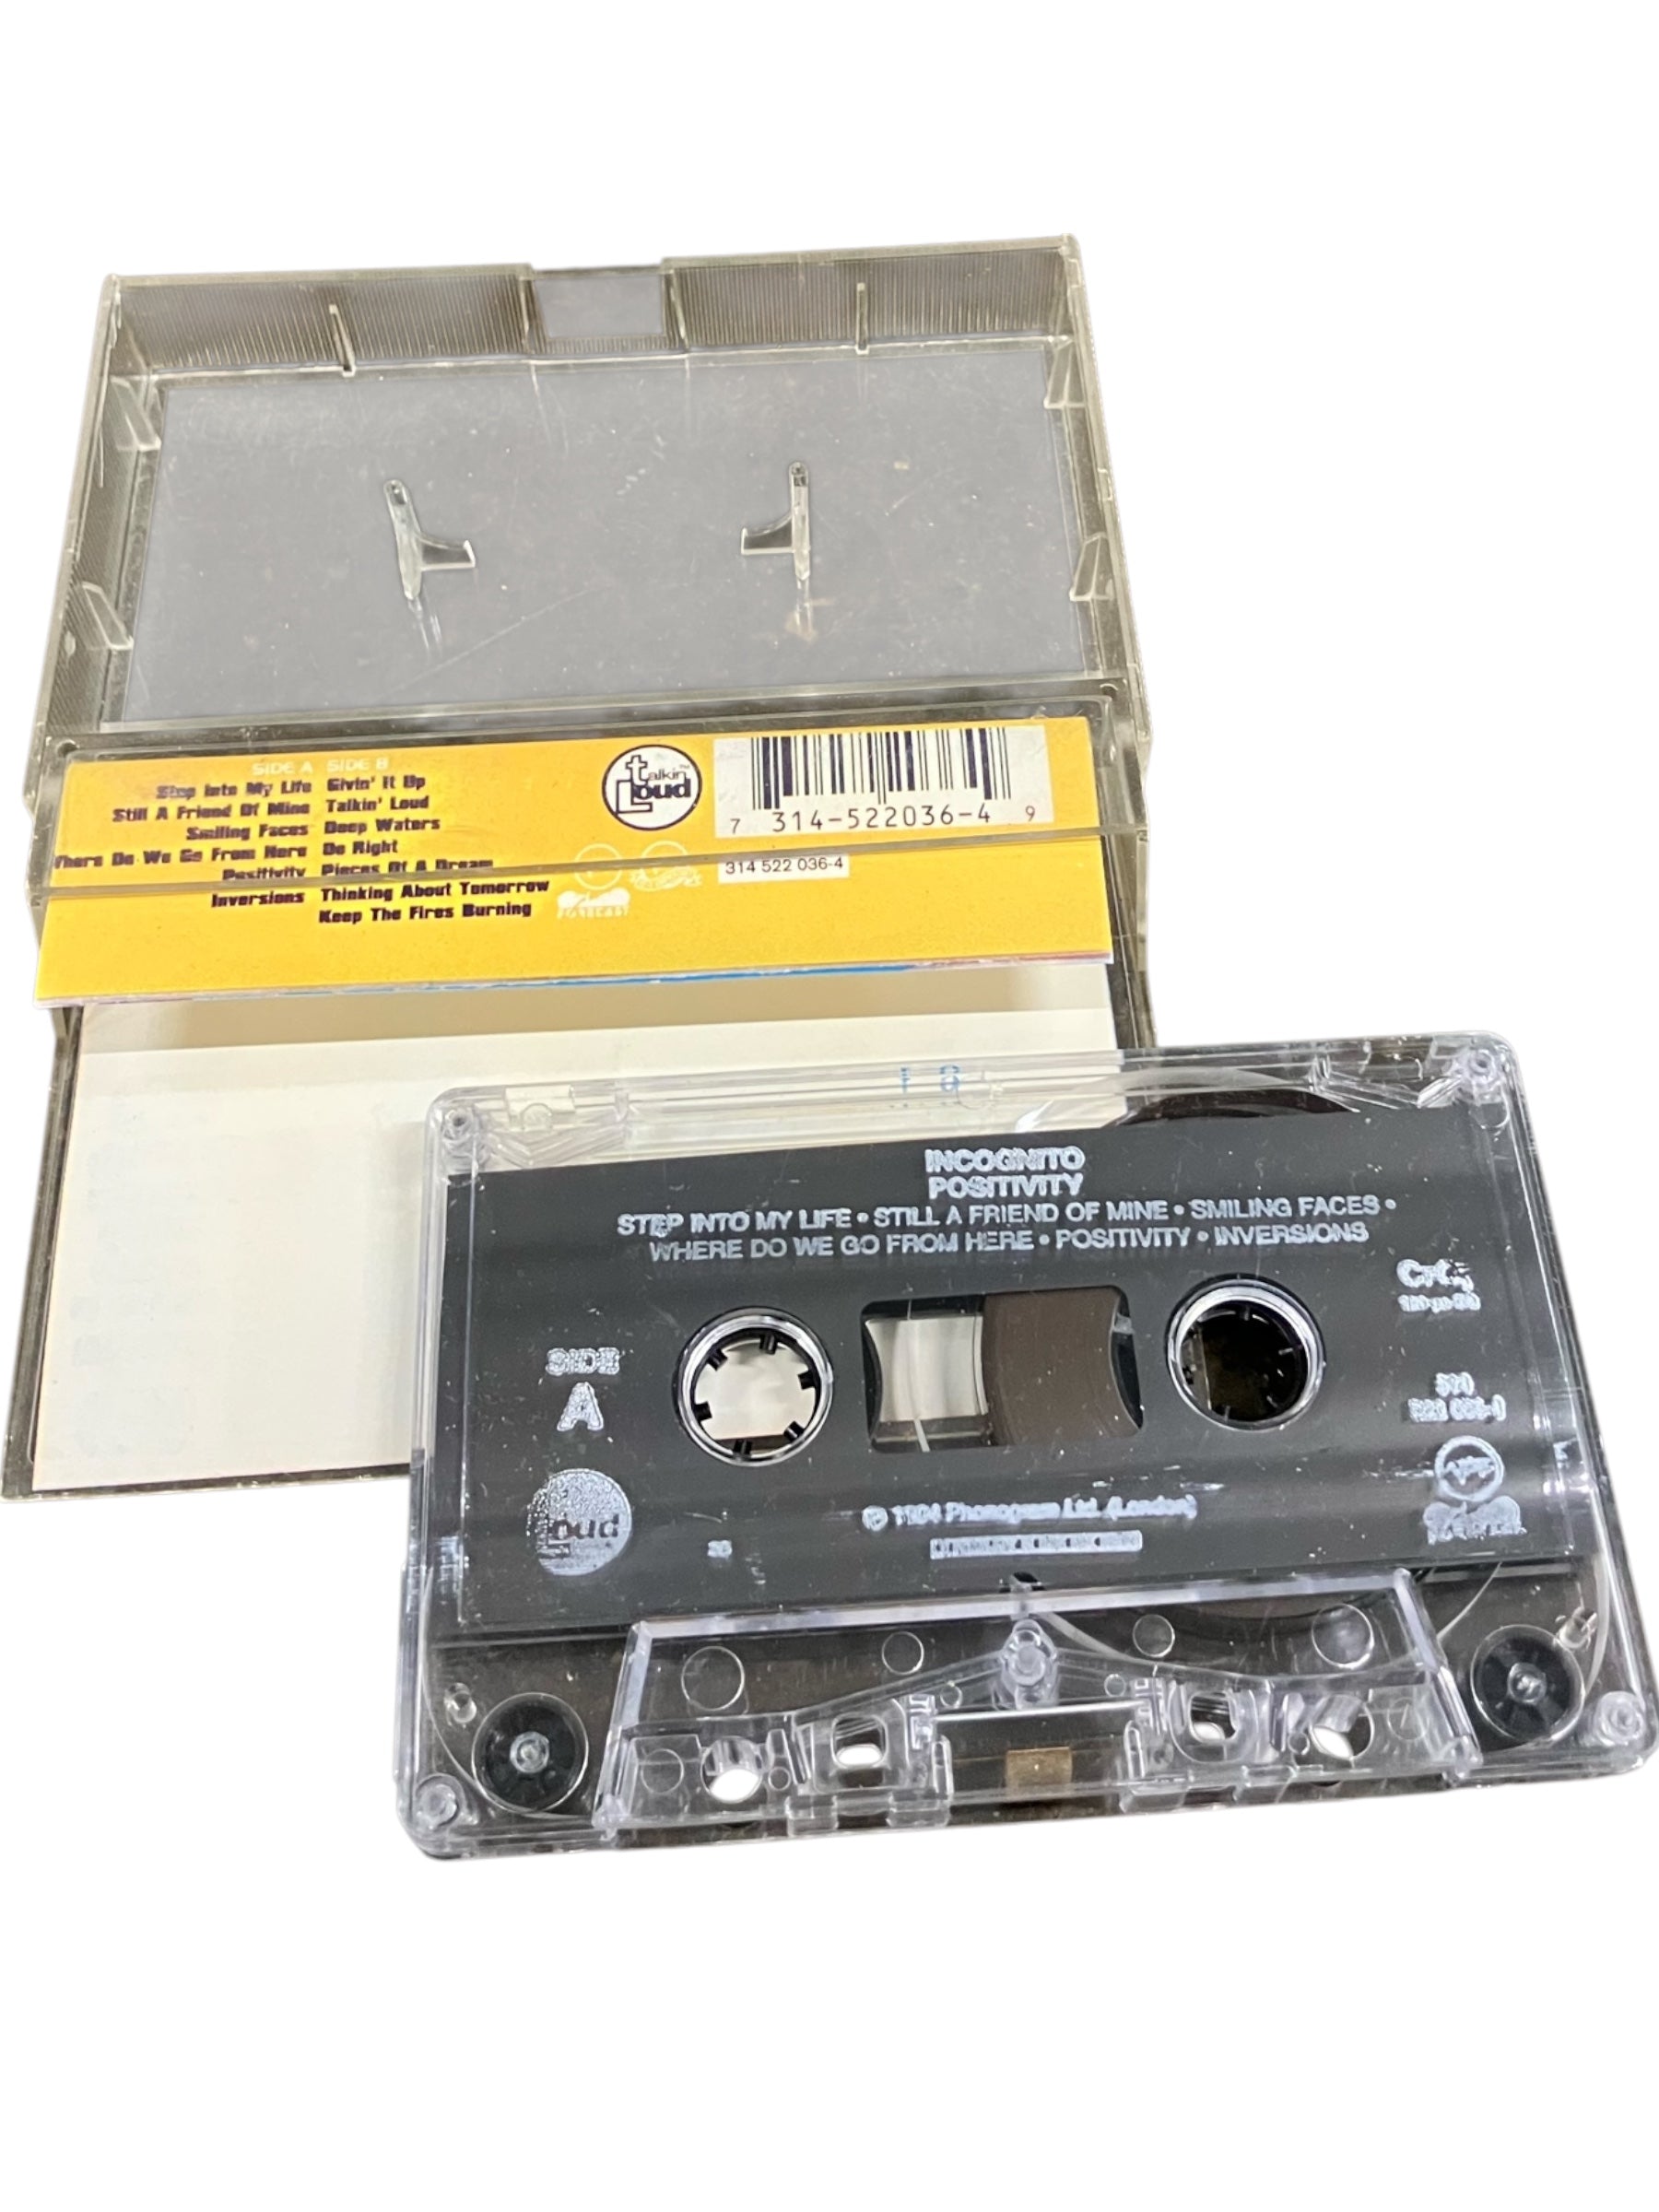 SIDE A SIDE B
Step Into My Life Givin' It Up
Still A Friend Of Mine Talkin' Loud
Smiling Faces Deep Waters
Where Do We Go From Here Do Right
Positivity Pieces Of A Dream
Inversions Thinking About Tomorrow
Keep The Fires Burning
talkin Loud
7 314-522036-4 9
314 522 036-4
FORECAST
INCOGNITO
POSITIVITY
STEP INTO MY LIFE • STILL A FRIEND OF MINE • SMILING FACES •
WHERE DO WE GO FROM HERE • POSITIVITY • INVERSIONS
SIDE
A
oud
Phonogram Ltd. (London)